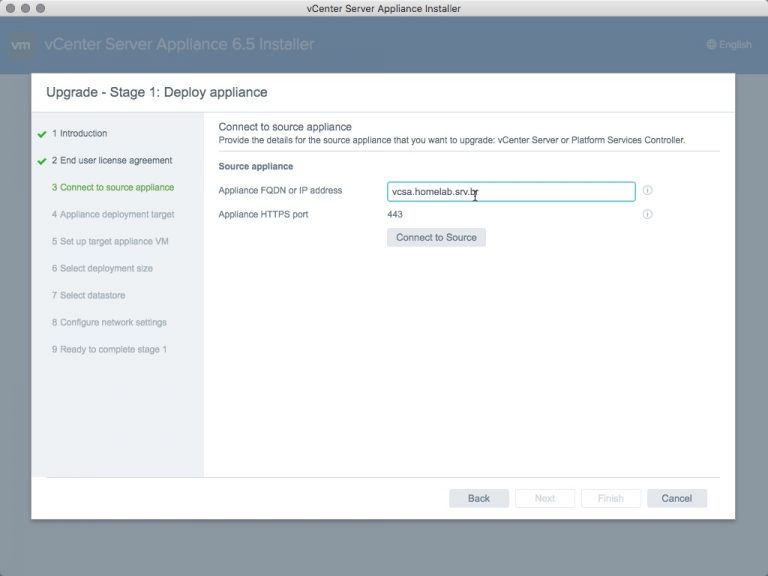 vCenter Server Appliance Installer
vm vCenter Server Appliance 6.5 Installer
English
Upgrade - Stage 1: Deploy appliance
1 Introduction
2 End user license agreement
3 Connect to source appliance
4 Appliance deployment target
5 Set up target appliance VM
6 Select deployment size
7 Select datastore
8 Configure network settings
9 Ready to complete stage 1
Connect to source appliance
Provide the details for the source appliance that you want to upgrade: vCenter Server or Platform Services Controller.
Source appliance
Appliance FQDN or IP address vcsa.homelab.srv.br
Appliance HTTPS port 443
Connect to Source
Back Next Finish Cancel